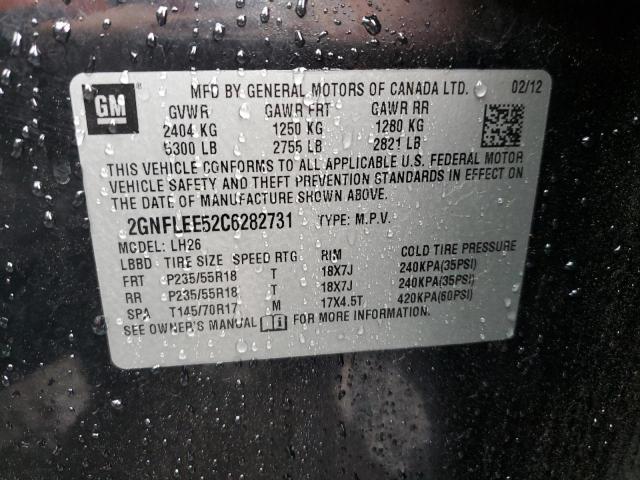 GM
MFD BY GENERAL MOTORS OF CANADA LTD. 02/12
GVWR GAWR FRT GAWR RR
2404 KG 1250 KG 1280 KG
5300 LB 2755 LB 2821 LB
THIS VEHICLE CONFORMS TO ALL APPLICABLE U.S. FEDERAL MOTOR
VEHICLE SAFETY AND THEFT PREVENTION STANDARDS IN EFFECT ON
THE DATE OF MANUFACTURE SHOWN ABOVE.
2GNFLEE52C6282731 TYPE: M.P.V.
MODEL: LH26
LBBD TIRE SIZE SPEED RTG RIM COLD TIRE PRESSURE
FRT P235/55R18 T 18X7J 240KPA(35PSI)
RR P235/55R18 T 18X7J 240KPA(35PSI)
SPA T145/70R17 M 17X4.5T 420KPA(60PSI)
SEE OWNER'S MANUAL FOR MORE INFORMATION.